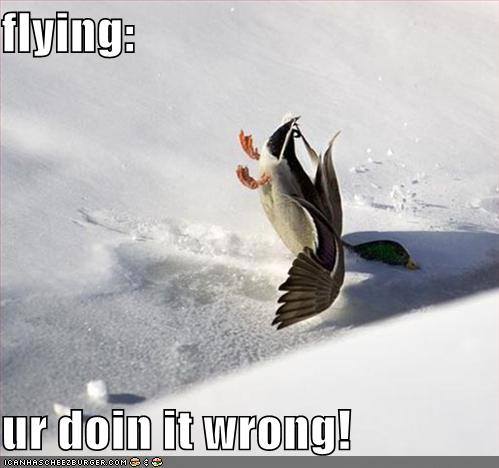 flying:
ur doin it wrong!
ICANHASCHEEZBURGER.COM &